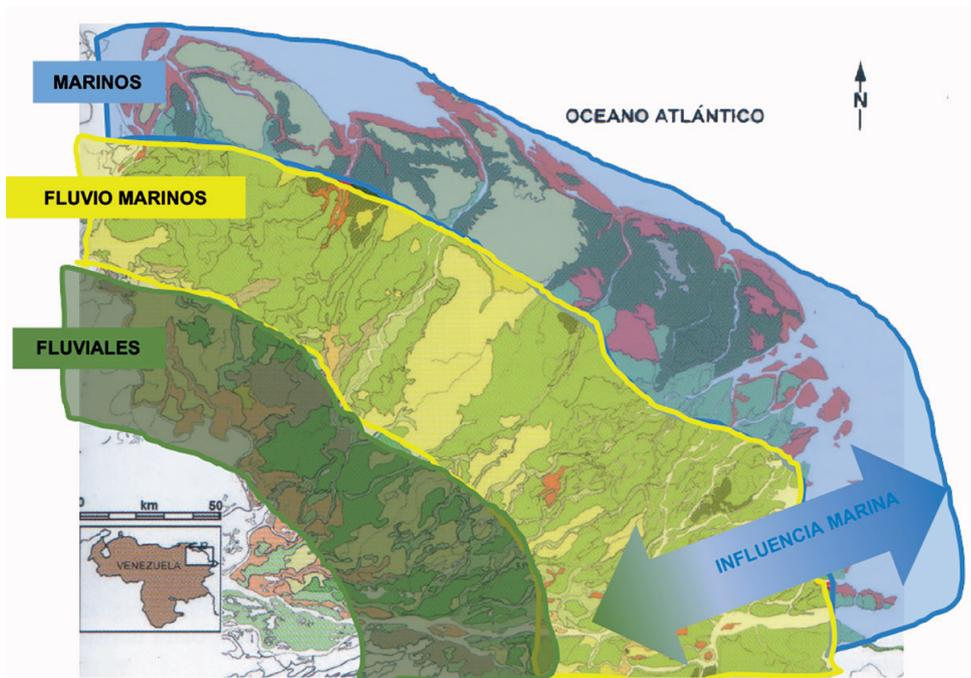 MARINOS
OCEANO ATLÁNTICO
N
FLUVIO MARINOS
FLUVIALES
INFLUENCIA MARINA
0 km 50
VENEZUELA